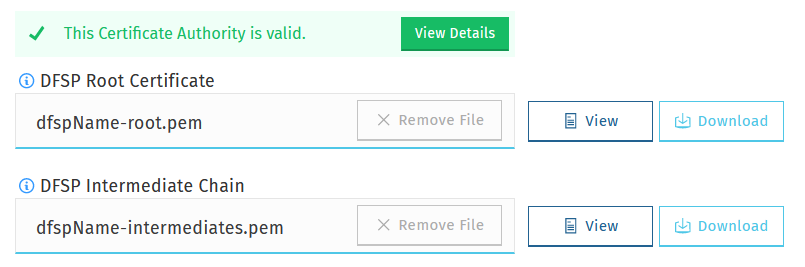 This Certificate Authority is valid.
View Details
DFSP Root Certificate
dfspName-root.pem
Remove File
View
Download
DFSP Intermediate Chain
dfspName-intermediates.pem
Remove File
View
Download